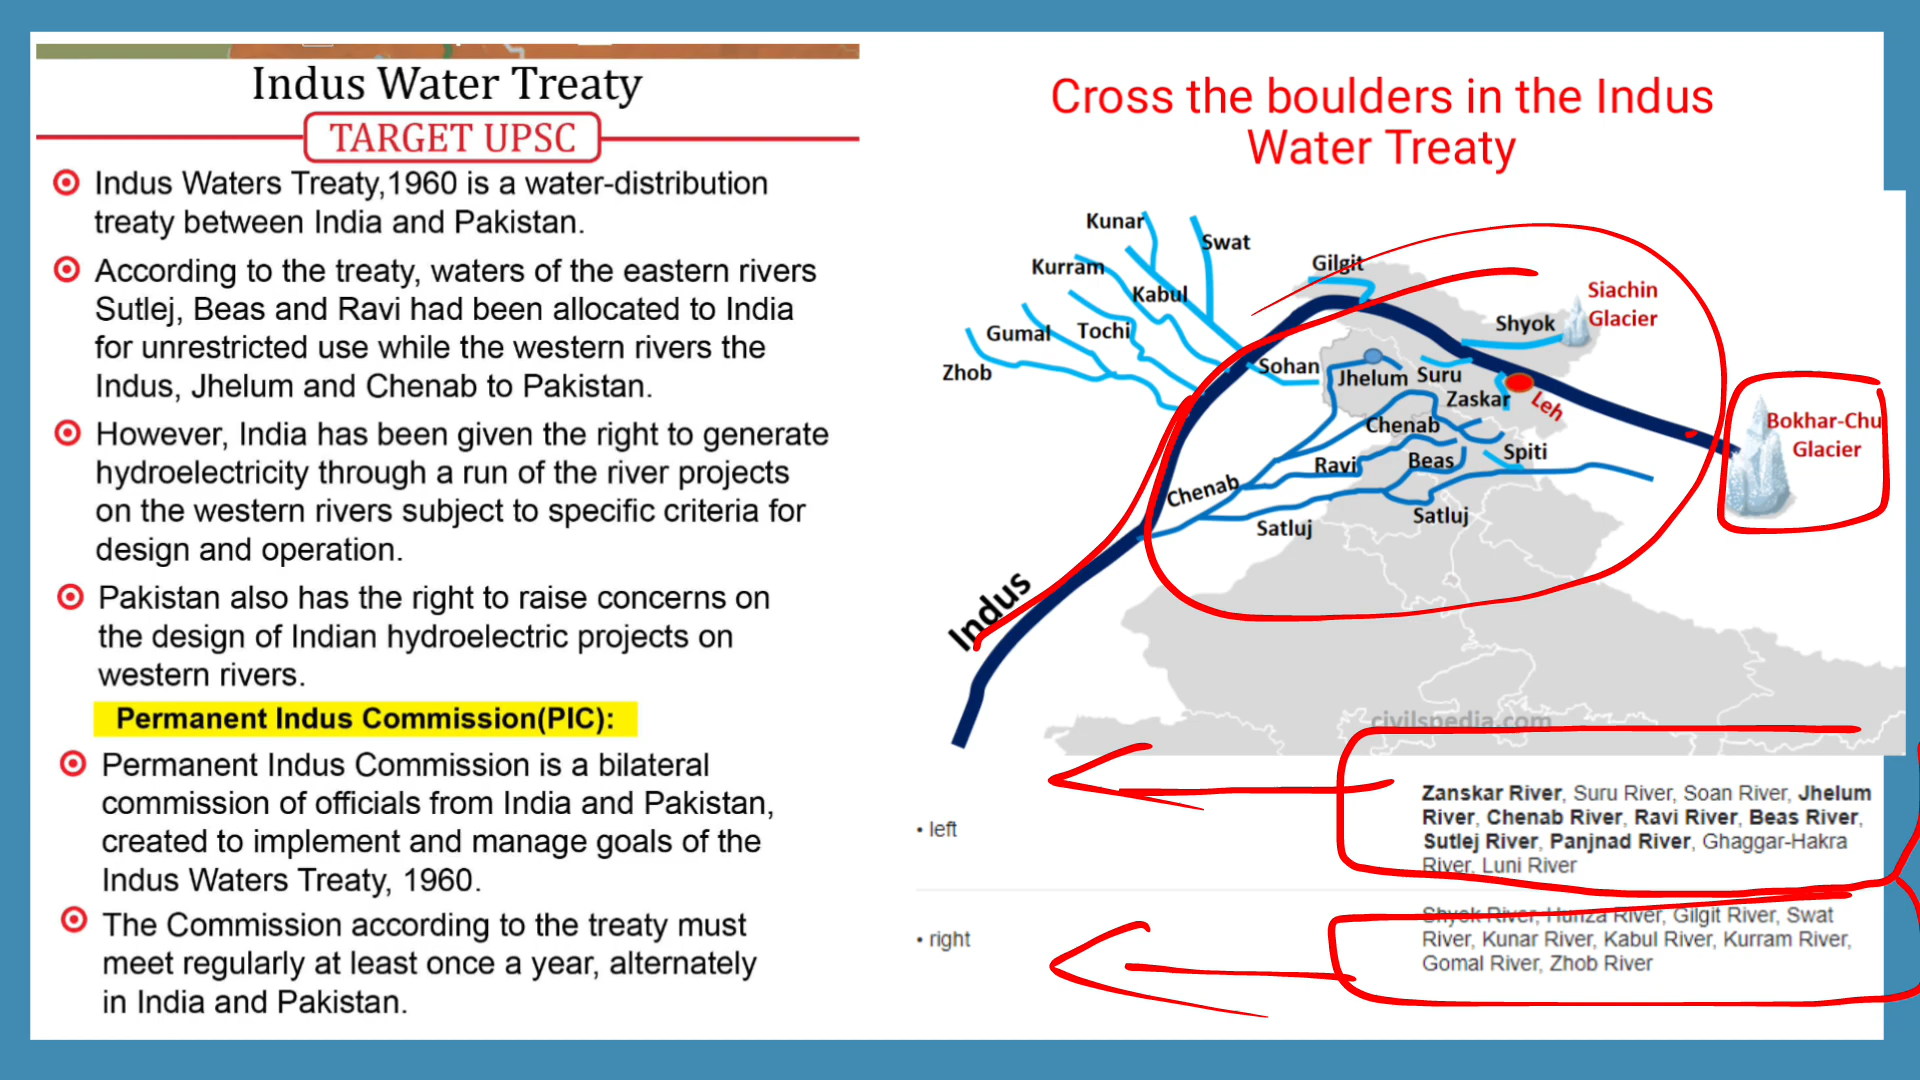 Indus Water Treaty
TARGET UPSC
Indus Waters Treaty,1960 is a water-distribution
treaty between India and Pakistan.
According to the treaty, waters of the eastern rivers
Sutlej, Beas and Ravi had been allocated to India
for unrestricted use while the western rivers the
Indus, Jhelum and Chenab to Pakistan.
However, India has been given the right to generate
hydroelectricity through a run of the river projects
on the western rivers subject to specific criteria for
design and operation.
Pakistan also has the right to raise concerns on
the design of Indian hydroelectric projects on
western rivers.
Permanent Indus Commission(PIC):
Permanent Indus Commission is a bilateral
commission of officials from India and Pakistan,
created to implement and manage goals of the
Indus Waters Treaty, 1960.
The Commission according to the treaty must
meet regularly at least once a year, alternately
in India and Pakistan.
Cross the boulders in the Indus
Water Treaty
Kunar
Swat
Kurram
Gilgit
Kabul
Siachin
Glacier
Shyok
Gumal
Tochi
Zhob
Sohan
Jhelum
Suru
Zaskar
Leh
Bokhar-Chu
Glacier
Chenab
Ravi
Beas
Spiti
Chenab
Satluj
Satluj
Indus
civilspedia.com
• left
Zanskar River, Suru River, Soan River, Jhelum
River, Chenab River, Ravi River, Beas River,
Sutlej River, Panjnad River, Ghaggar-Hakra
River, Luni River
• right
Shyok River, Hunza River, Gilgit River, Swat
River, Kunar River, Kabul River, Kurram River,
Gomal River, Zhob River